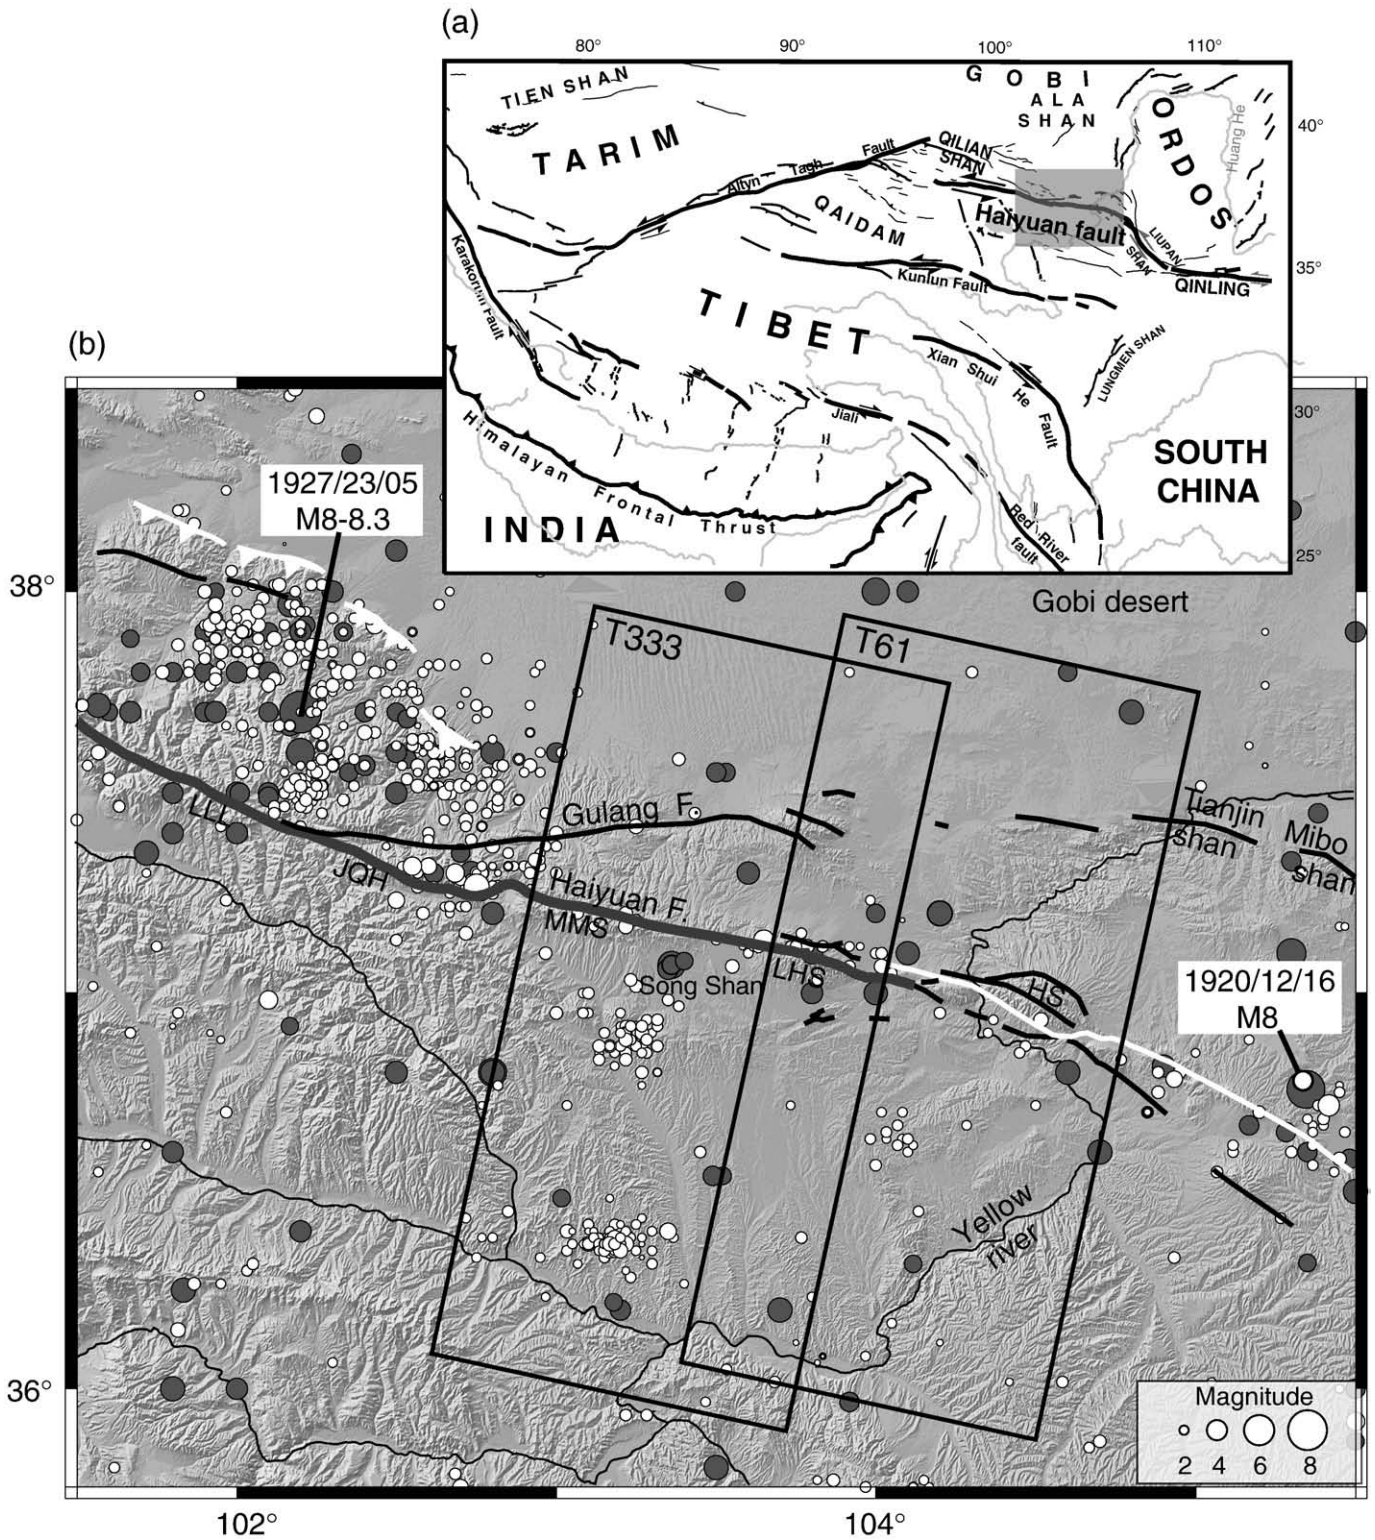 (a)
80°
90°
100°
110°
40°
35°
30°
25°
TIEN SHAN
TARIM
Altyn Tagh Fault
QILIAN
SHAN
GOBI
ALA
SHAN
ORDOS
Huang He
QAIDAM
Haiyuan fault
LIUPAN
SHAN
QINLING
Karakorum Fault
Kunlun Fault
TIBET
Xian Shui He Fault
LUNGMEN SHAN
Jiali
Himalayan Frontal Thrust
INDIA
Red River
fault
SOUTH
CHINA
(b)
1927/23/05
M8-8.3
38°
Gobi desert
T333
T61
Gulang F.
Tianjin
shan
Mibo
shan
LLL
JQH
Haiyuan F.
MMS
Song Shan
LHS
HS
1920/12/16
M8
Yellow
river
36°
Magnitude
2 4 6 8
102°
104°